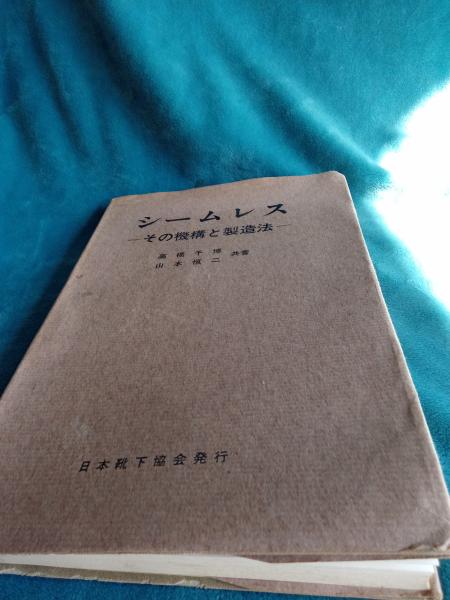 シームレス
―その機構と製造法―
高橋千博 共著
山本慎二
日本靴下協会発行